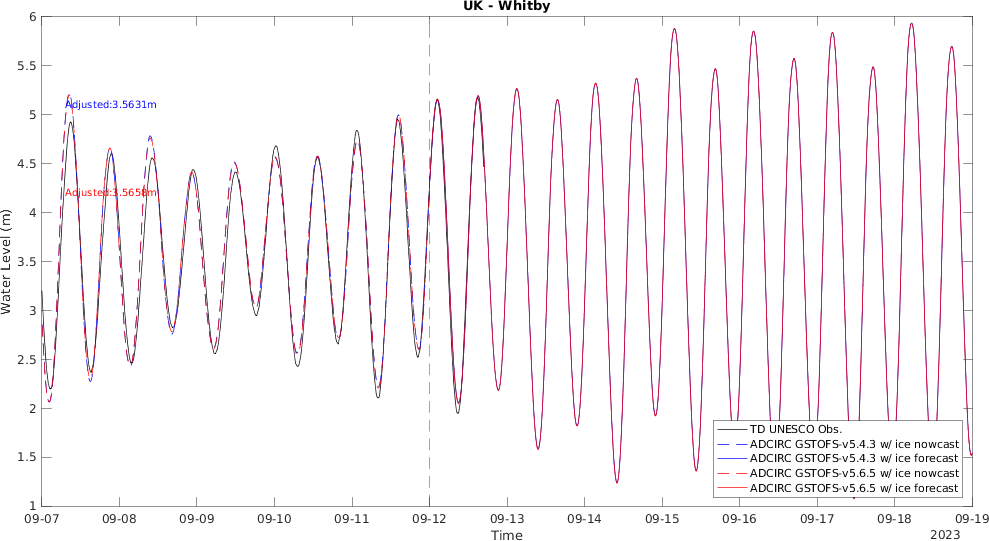 UK - Whitby
6
5.5
5
4.5
4
3.5
3
2.5
2
1.5
1
Water Level (m)
Adjusted:3.5631m
Adjusted:3.5658m
TD UNESCO Obs.
ADCIRC GSTOFS-v5.4.3 w/ ice nowcast
ADCIRC GSTOFS-v5.4.3 w/ ice forecast
ADCIRC GSTOFS-v5.6.5 w/ ice nowcast
ADCIRC GSTOFS-v5.6.5 w/ ice forecast
09-07 09-08 09-09 09-10 09-11 09-12 09-13 09-14 09-15 09-16 09-17 09-18 09-19
Time
2023